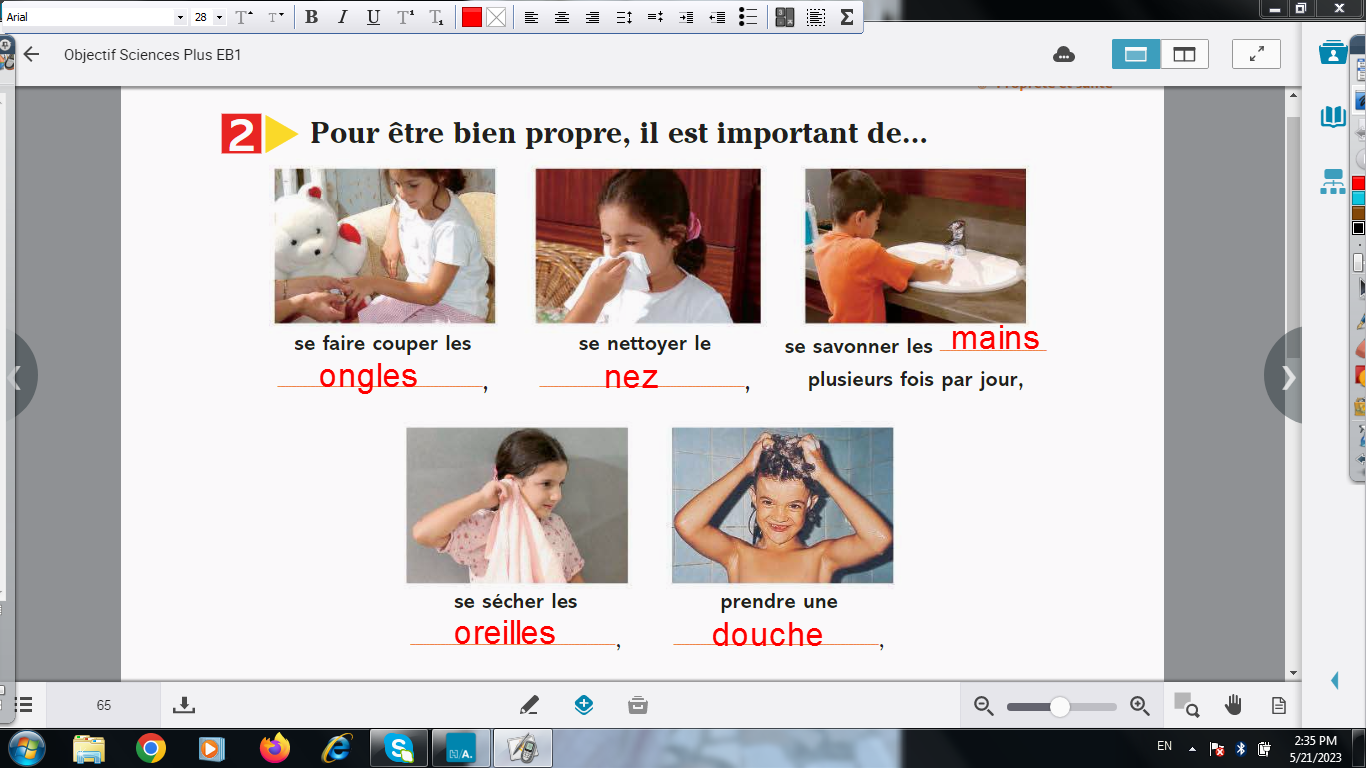 Arial 28 T T B I U T¹ T₁ Σ
Objectif Sciences Plus EB1
Propreté et santé
2 Pour être bien propre, il est important de...
se faire couper les
ongles,
se nettoyer le
nez,
se savonner les mains
plusieurs fois par jour,
se sécher les
oreilles,
prendre une
douche,
65
EN
2:35 PM
5/21/2023